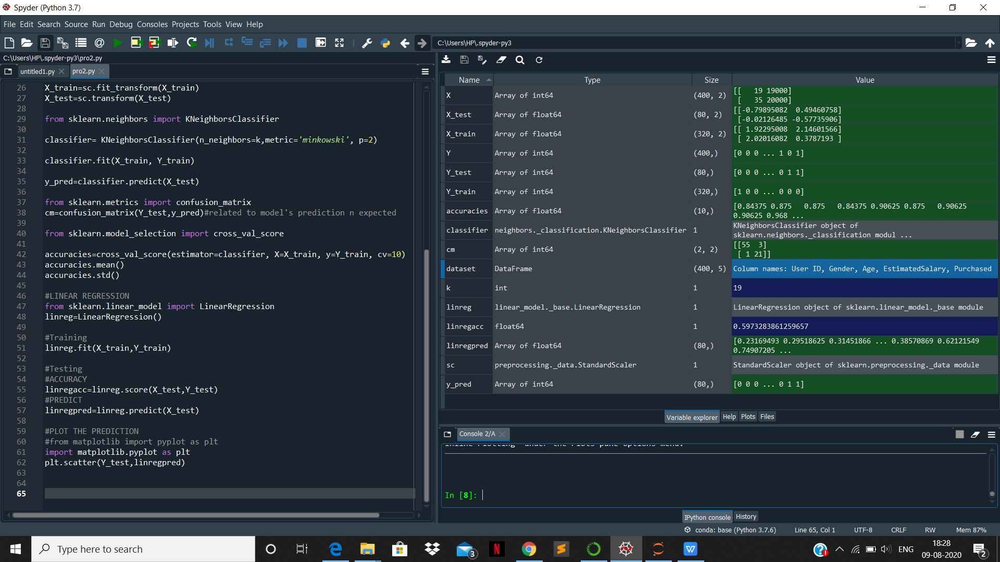 Spyder (Python 3.7)
File Edit Search Source Run Debug Consoles Projects Tools View Help
C:\Users\HP\.spyder-py3
C:\Users\HP\.spyder-py3\pro2.py
untitled1.py pro2.py
26 X_train=sc.fit_transform(X_train)
27 X_test=sc.transform(X_test)
28
29 from sklearn.neighbors import KNeighborsClassifier
30
31 classifier= KNeighborsClassifier(n_neighbors=k,metric='minkowski', p=2)
32
33 classifier.fit(X_train, Y_train)
34
35 y_pred=classifier.predict(X_test)
36
37 from sklearn.metrics import confusion_matrix
38 cm=confusion_matrix(Y_test,y_pred)#related to model's prediction n expected
39
40 from sklearn.model_selection import cross_val_score
41
42 accuracies=cross_val_score(estimator=classifier, X=X_train, y=Y_train, cv=10)
43 accuracies.mean()
44 accuracies.std()
45
46 #LINEAR REGRESSION
47 from sklearn.linear_model import LinearRegression
48 linreg=LinearRegression()
49
50 #Training
51 linreg.fit(X_train,Y_train)
52
53 #Testing
54 #ACCURACY
55 linregacc=linreg.score(X_test,Y_test)
56 #PREDICT
57 linregpred=linreg.predict(X_test)
58
59 #PLOT THE PREDICTION
60 #from matplotlib import pyplot as plt
61 import matplotlib.pyplot as plt
62 plt.scatter(Y_test,linregpred)
63
64
65
Name Type Size Value
X Array of int64 (400, 2) [[ 19 19000]
[ 35 20000]
X_test Array of float64 (80, 2) [[-0.79895082 0.49460758]
[-0.02126485 -0.57735906]
X_train Array of float64 (320, 2) [[ 1.92295008 2.14601566]
[ 2.02016082 0.3787193 ]
Y Array of int64 (400,) [0 0 0 ... 1 0 1]
Y_test Array of int64 (80,) [0 0 0 ... 0 1 1]
Y_train Array of int64 (320,) [1 0 0 ... 0 0 0]
accuracies Array of float64 (10,) [0.84375 0.875 0.875 0.84375 0.90625 0.875 0.90625
0.90625 0.968 ...
classifier neighbors._classification.KNeighborsClassifier 1 KNeighborsClassifier object of
sklearn.neighbors._classification modul ...
cm Array of int64 (2, 2) [[55 3]
[ 1 21]]
dataset DataFrame (400, 5) Column names: User ID, Gender, Age, EstimatedSalary, Purchased
k int 1 19
linreg linear_model._base.LinearRegression 1 LinearRegression object of sklearn.linear_model._base module
linregacc float64 1 0.5973283861259657
linregpred Array of float64 (80,) [0.23169493 0.29518625 0.31451866 ... 0.38570869 0.62121549
0.74907205 ...
sc preprocessing._data.StandardScaler 1 StandardScaler object of sklearn.preprocessing._data module
y_pred Array of int64 (80,) [0 0 0 ... 0 1 1]
Variable explorer Help Plots Files
Console 2/A
In [8]:
IPython console History
conda: base (Python 3.7.6) Line 65, Col 1 UTF-8 CRLF RW Mem 87%
Type here to search
3
N
W
ENG
18:28
09-08-2020
2